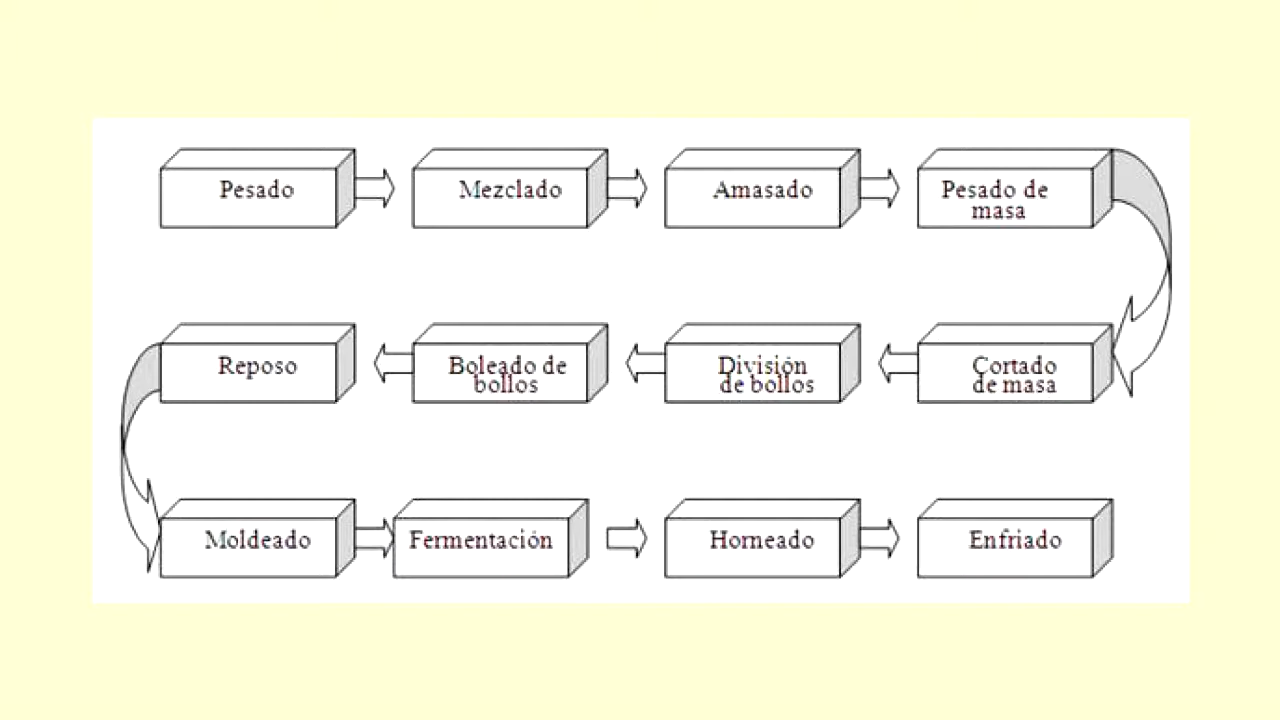 Pesado
Mezclado
Amasado
Pesado de
masa
Cortado
de masa
División
de bollos
Boleado de
bollos
Reposo
Moldeado
Fermentación
Horneado
Enfriado